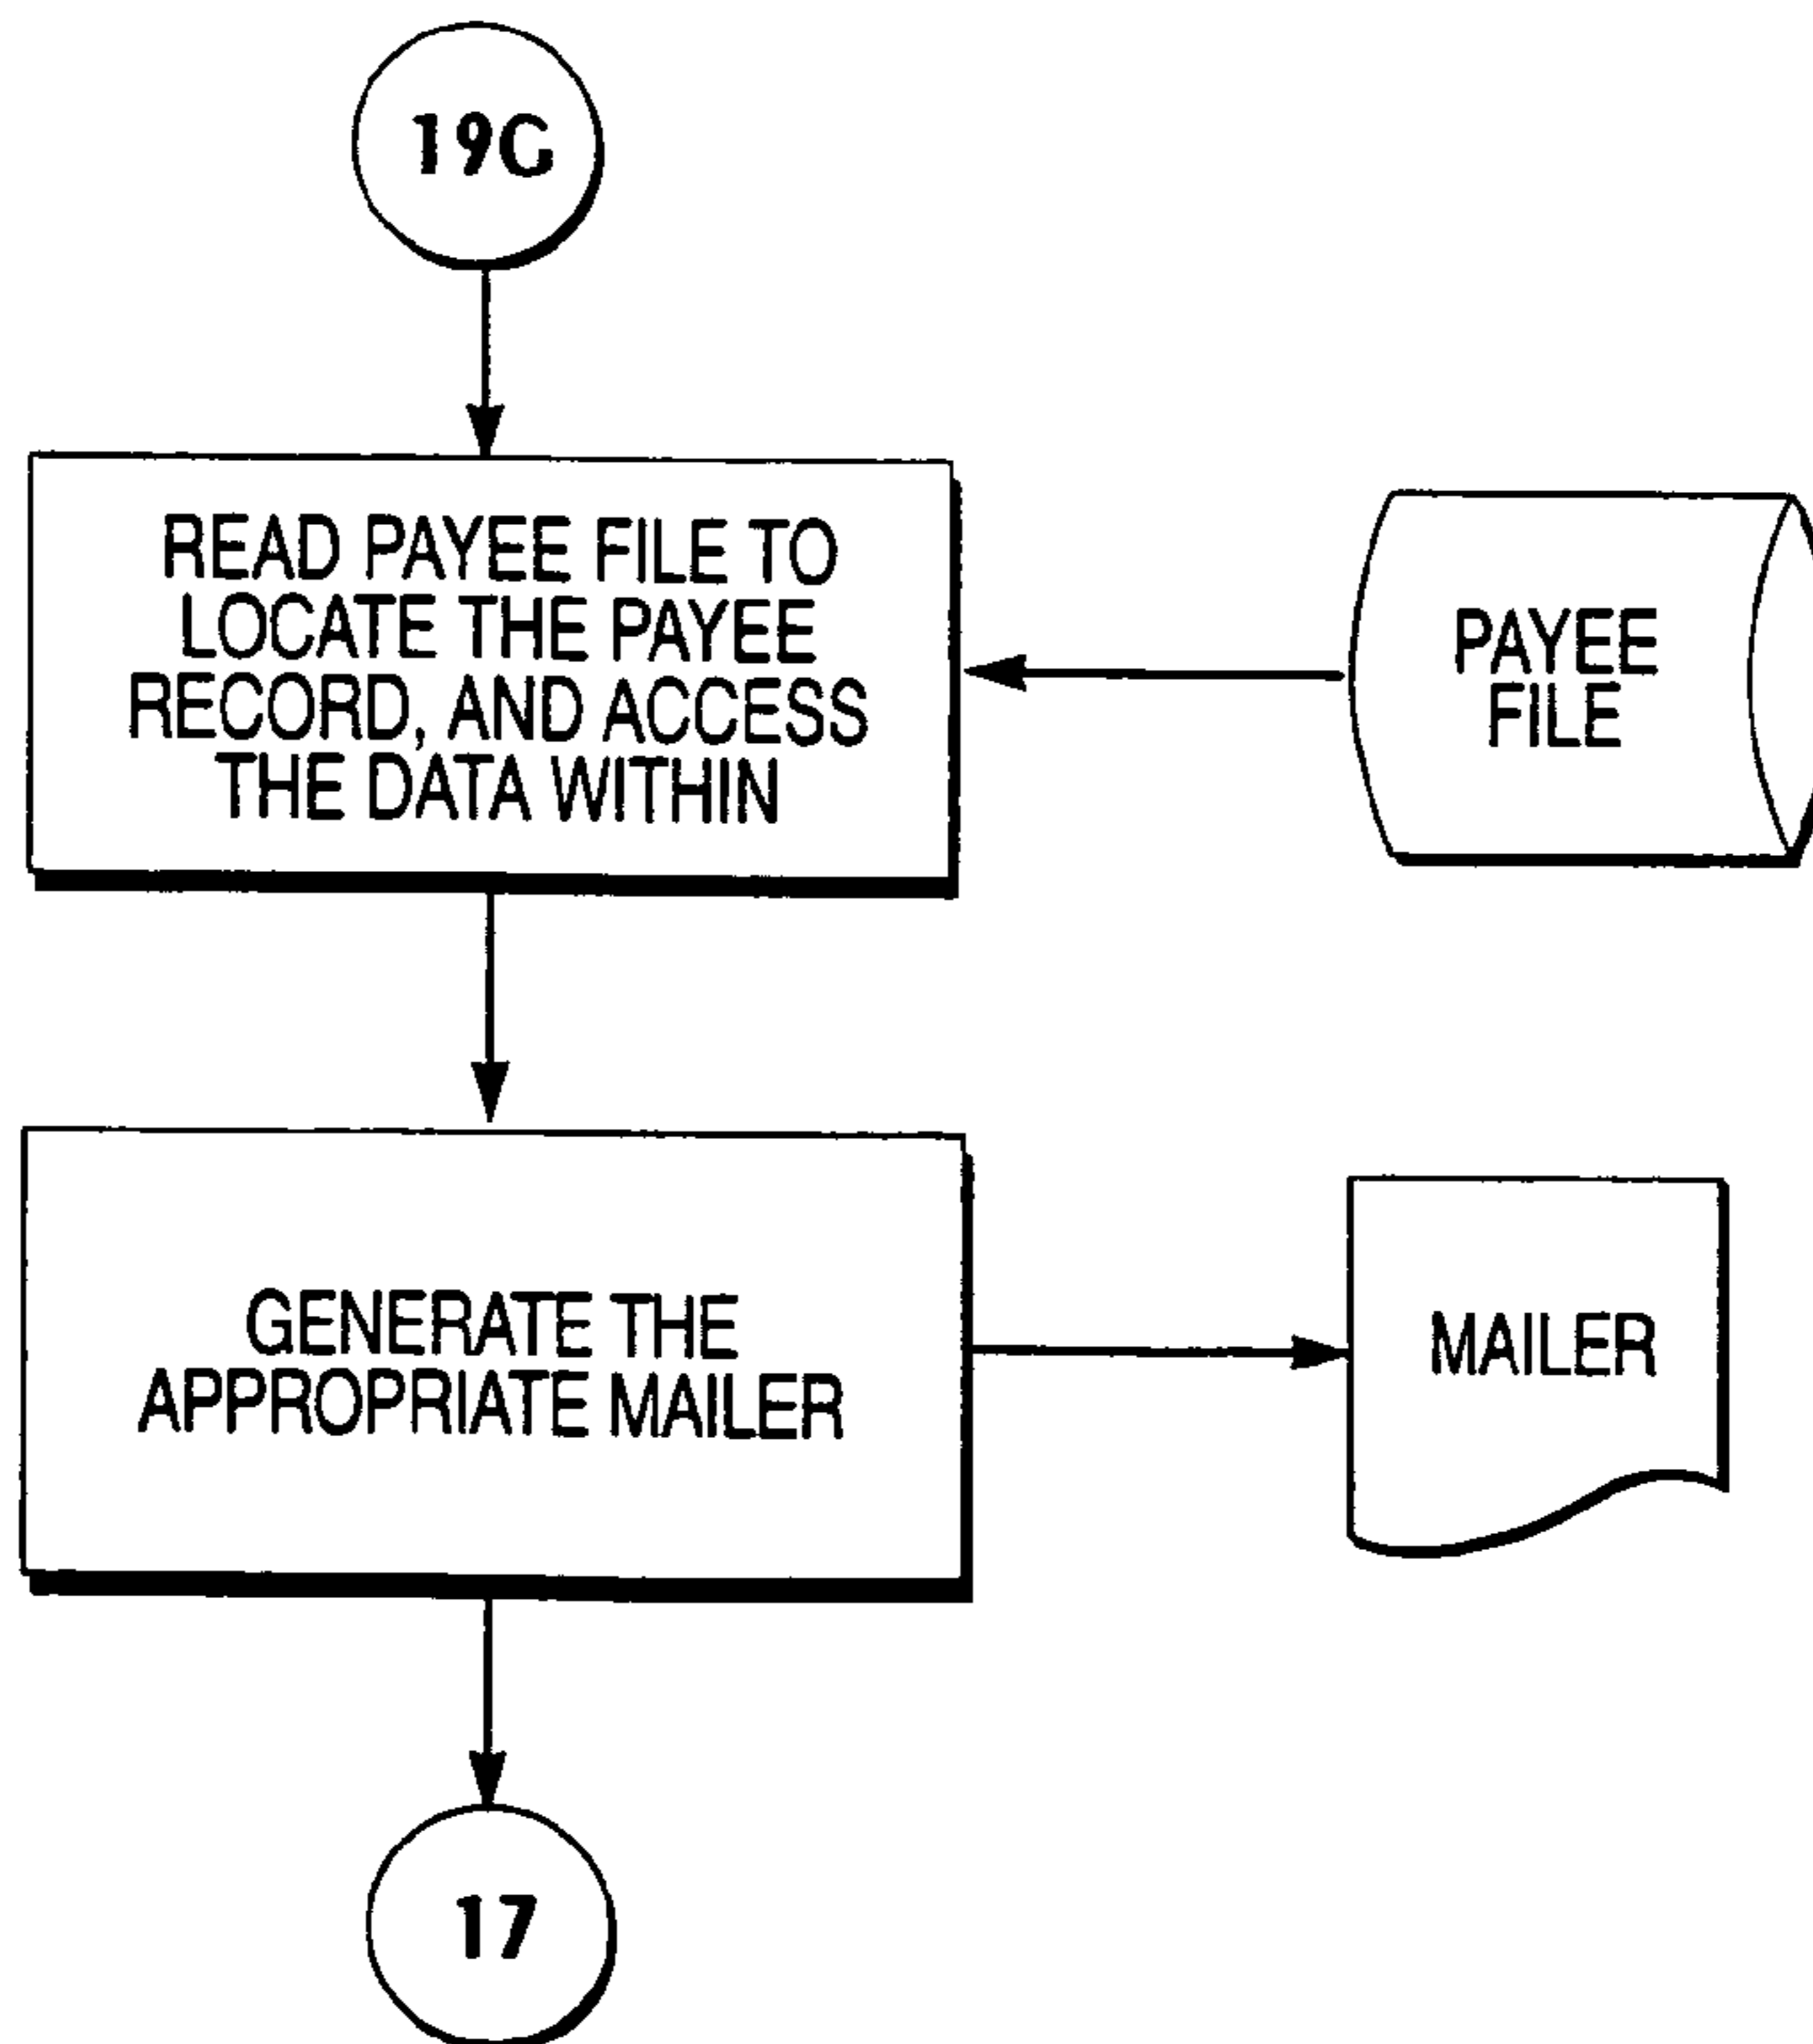 19G
READ PAYEE FILE TO
LOCATE THE PAYEE
RECORD, AND ACCESS
THE DATA WITHIN
PAYEE
FILE
GENERATE THE
APPROPRIATE MAILER
MAILER
17